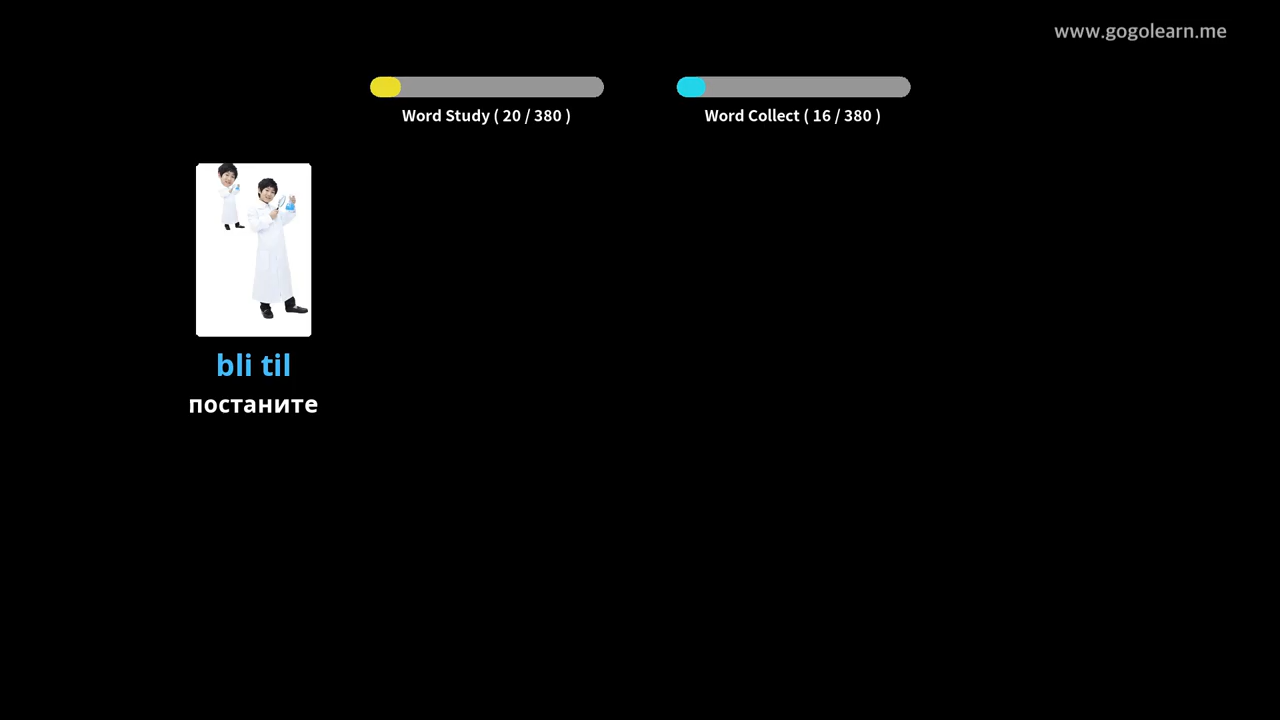 www.gogolearn.me
Word Study ( 20 / 380 )
Word Collect ( 16 / 380 )
bli til
постаните